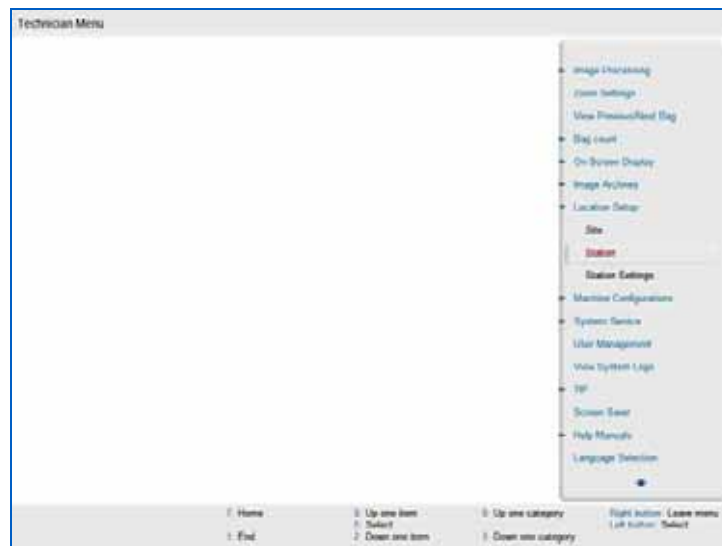 Technician Menu
Image Processing
Zoom Settings
View Previous/Next Bag
Bag count
On Screen Display
Image Archives
Location Setup
Site
Station
Station Settings
Machine Configurations
System Service
User Management
View System Logs
TIP
Screen Saver
Help Manuals
Language Selection
7: Home 8: Up one item 9: Up one category Right button: Leave menu
5: Select Left button: Select
1: End 2: Down one item 3: Down one category